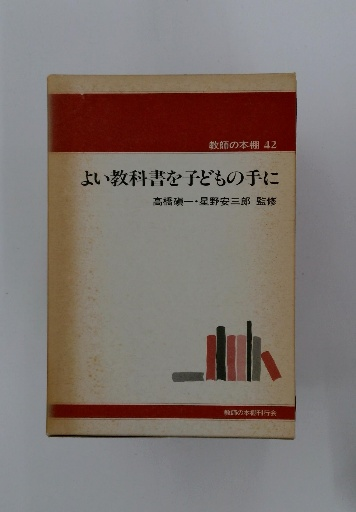 教師の本棚 42
よい教科書を子どもの手に
高橋磌一・星野安三郎 監修
教師の本棚刊行会